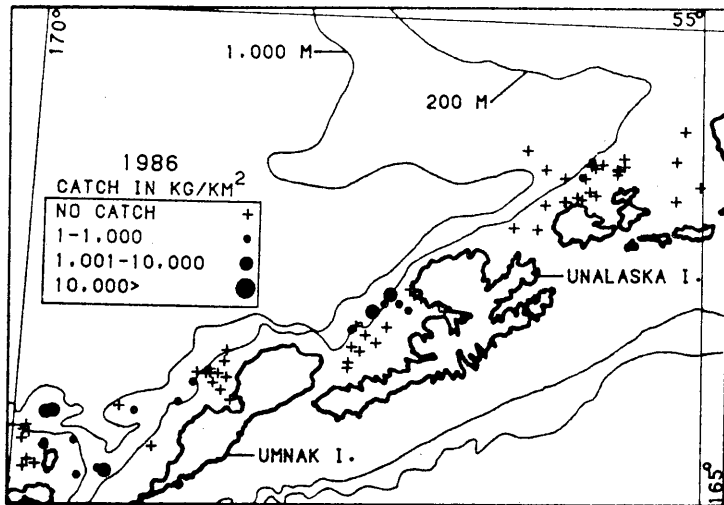 170°
55°
1.000 M
200 M
1986
CATCH IN KG/KM²
NO CATCH +
1-1.000
1.001-10.000
10.000>
UNALASKA I.
UMNAK I.
165°